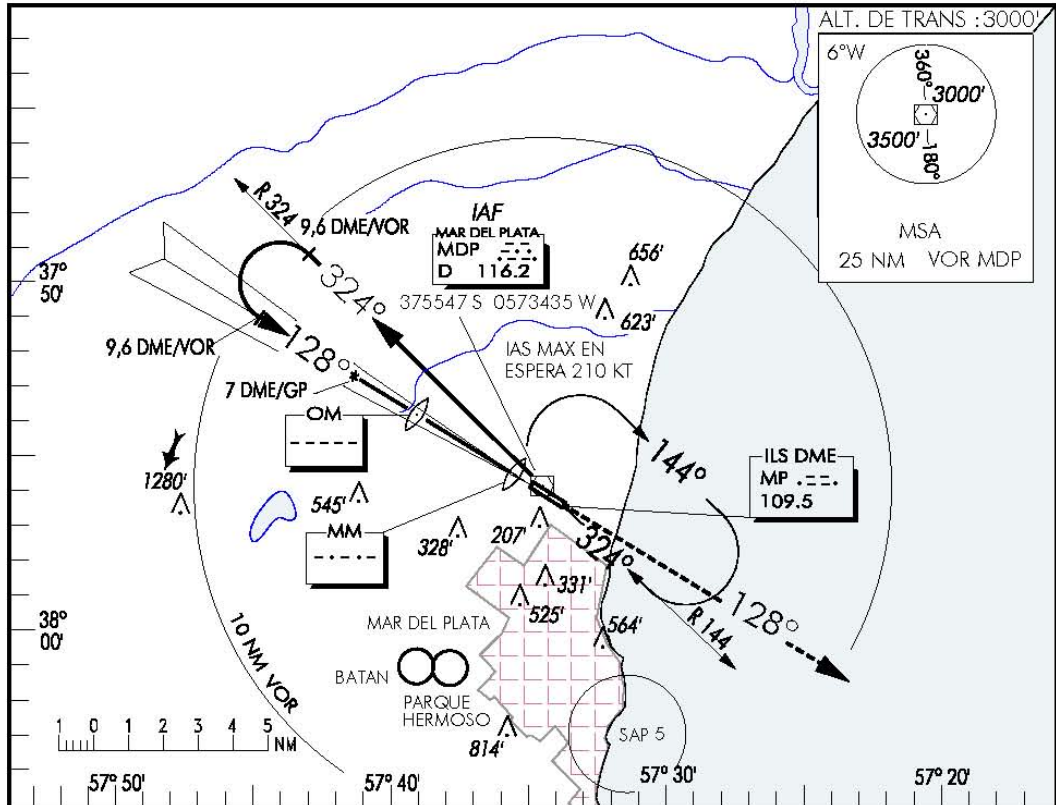 ALT. DE TRANS :3000'
6°W
360°
3000'
3500'
180°
MSA
25 NM VOR MDP
R 324
9,6 DME/VOR
IAF
MAR DEL PLATA
MDP
D 116.2
375547 S 0573435 W
656'
623'
37°
50'
324°
9,6 DME/VOR
128°
IAS MAX EN
ESPERA 210 KT
7 DME/GP
OM
144°
ILS DME
MP
109.5
1280'
545'
MM
328'
207'
324°
331'
525'
564'
128°
R 144
38°
00'
MAR DEL PLATA
BATAN
PARQUE
HERMOSO
10 NM VOR
814'
SAP 5
1 0 1 2 3 4 5
NM
57° 50'
57° 40'
57° 30'
57° 20'